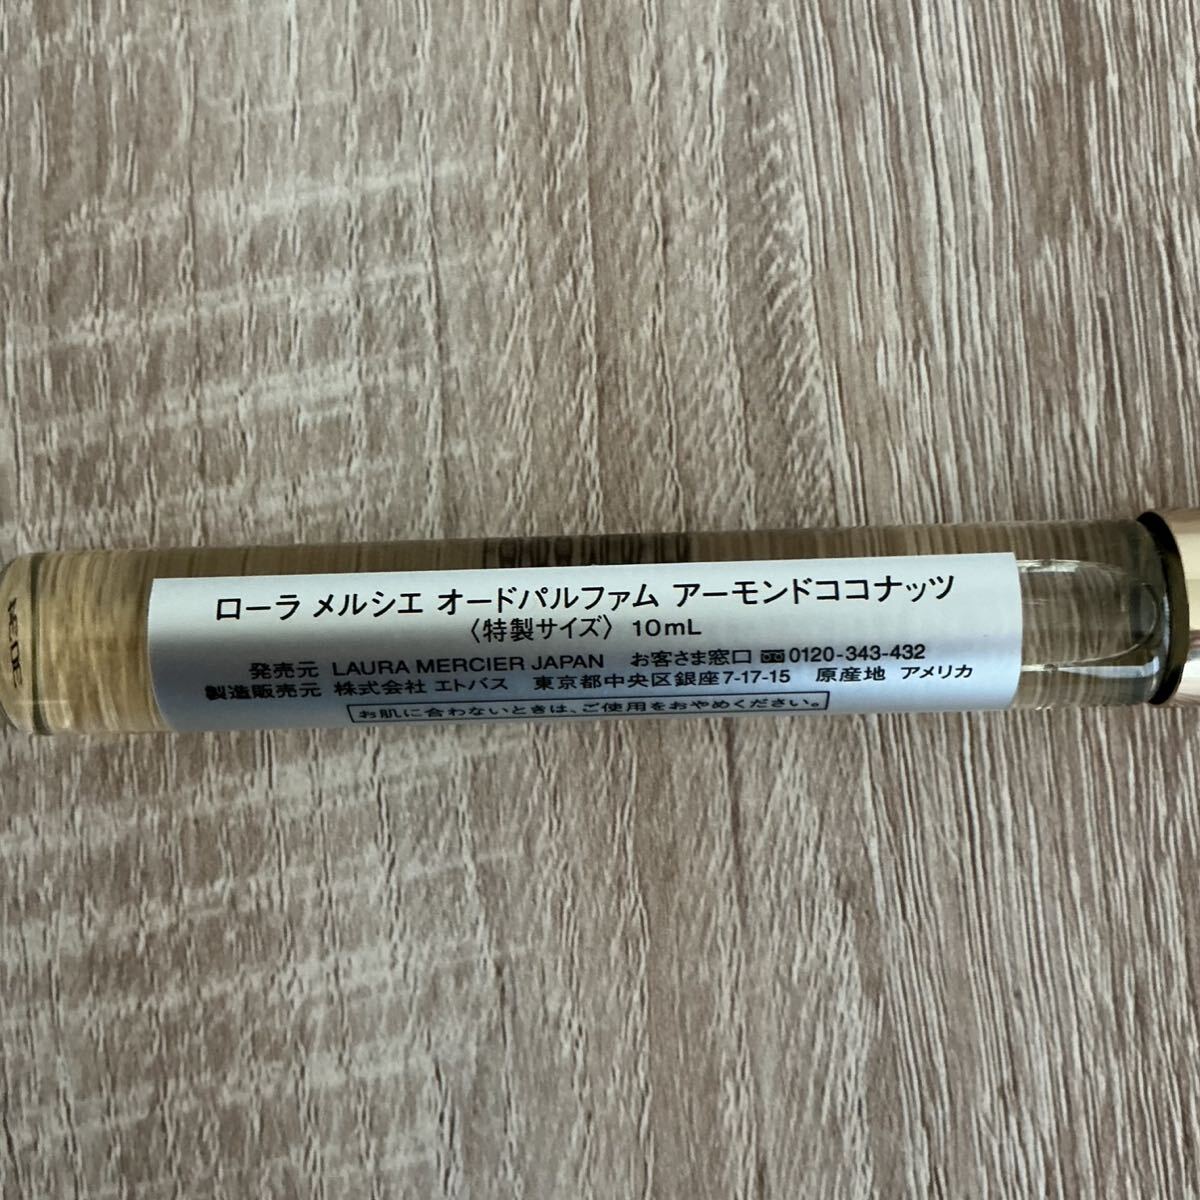 ローラ メルシエ オードパルファム アーモンドココナッツ
〈特製サイズ〉 10mL
発売元 LAURA MERCIER JAPAN お客さま窓口 0120-343-432
製造販売元 株式会社 エトバス 東京都中央区銀座7-17-15 原産地 アメリカ
お肌に合わないときは、ご使用をおやめください。